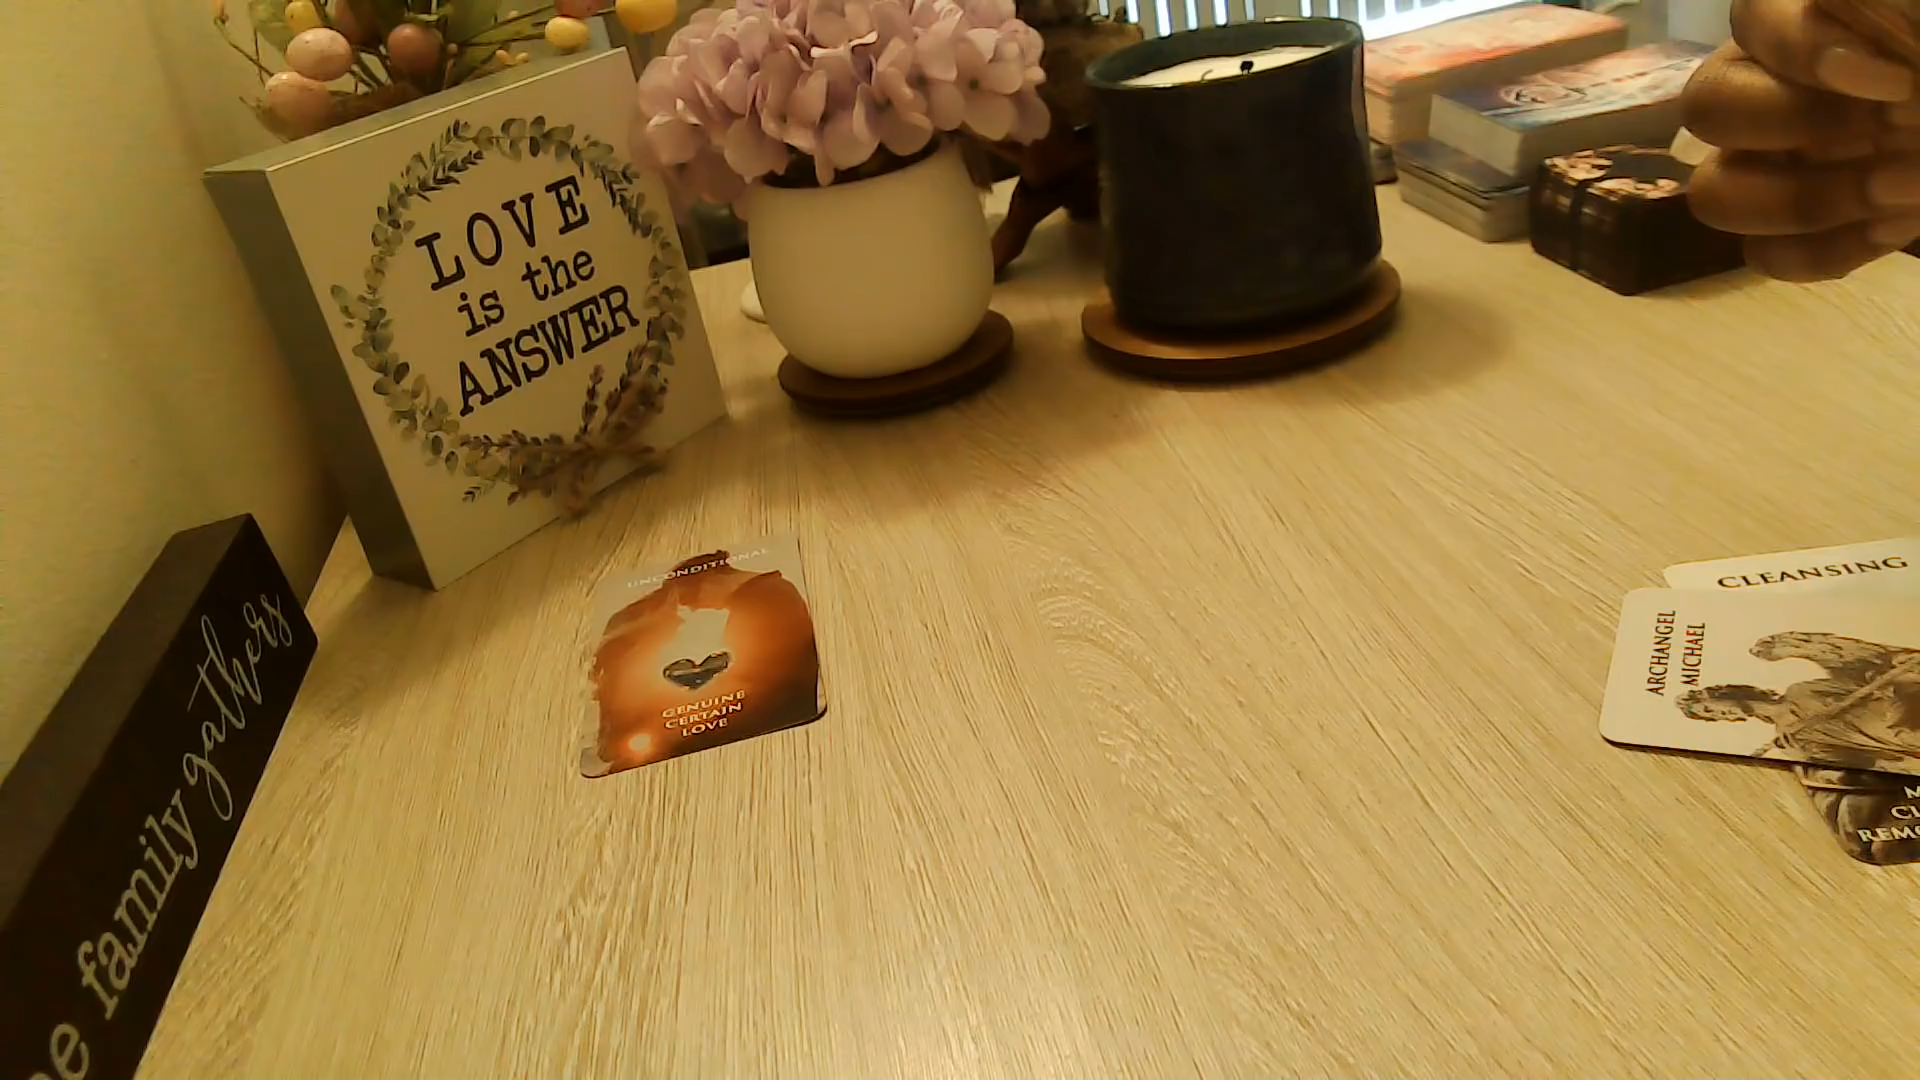 LOVE
is the
ANSWER
family gathers
UNCONDITIONAL
GENUINE
CERTAIN
LOVE
CLEANSING
ARCHANGEL
MICHAEL